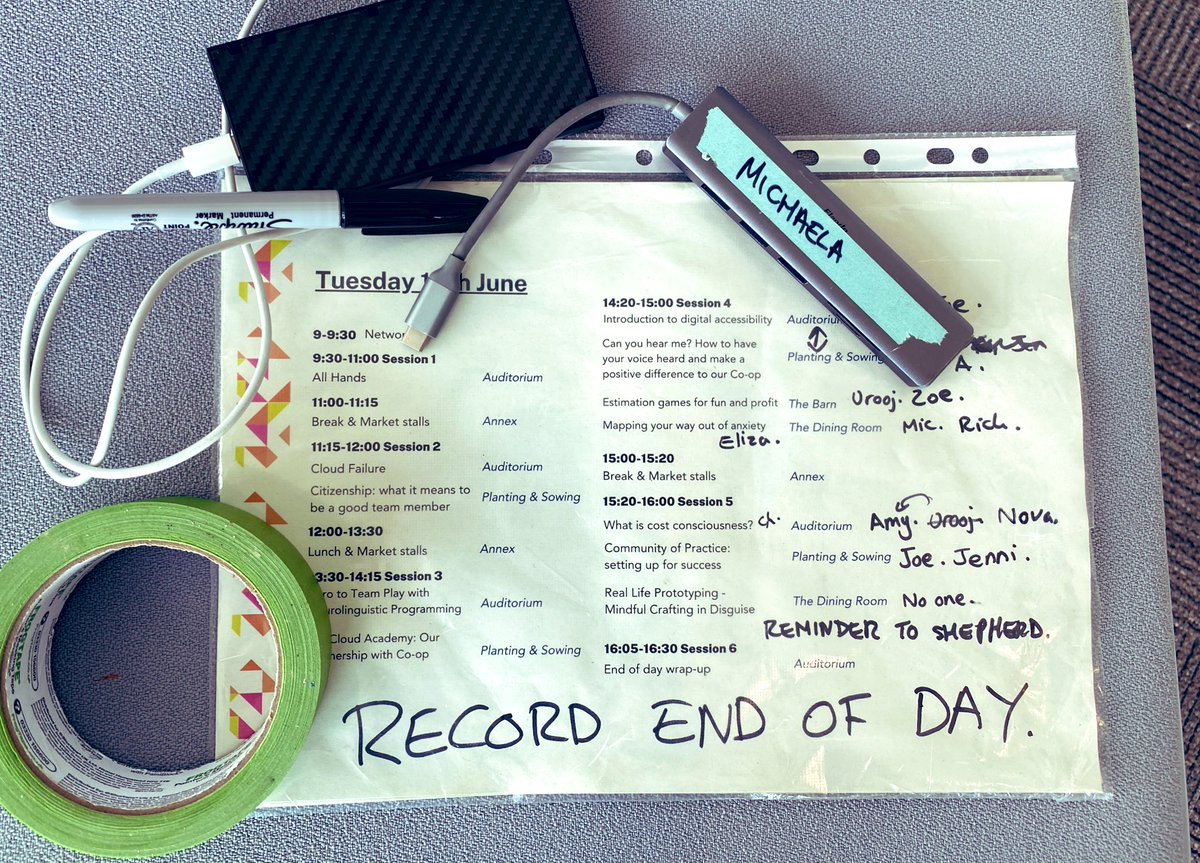 MICHAELA
Sharpie.
Permanent Marker
Tuesday 1 h June
9-9:30 Networ
9:30-11:00 Session 1
All Hands Auditorium
11:00-11:15
Break & Market stalls Annex
11:15-12:00 Session 2
Cloud Failure Auditorium
Citizenship: what it means to
be a good team member Planting & Sowing
12:00-13:30
Lunch & Market stalls Annex
3:30-14:15 Session 3
ro to Team Play with
urolinguistic Programming Auditorium
Cloud Academy: Our
nership with Co-op Planting & Sowing
14:20-15:00 Session 4
Introduction to digital accessibility Auditorium
Can you hear me? How to have
your voice heard and make a
positive difference to our Co-op Planting & Sowing A.
Estimation games for fun and profit The Barn Urooj. Zoe.
Mapping your way out of anxiety The Dining Room Mic. Rich.
Eliza.
15:00-15:20
Break & Market stalls Annex
15:20-16:00 Session 5
What is cost consciousness? ch. Auditorium Amy. Urooj. Nova.
Community of Practice:
setting up for success Planting & Sowing Joe. Jenni.
Real Life Prototyping -
Mindful Crafting in Disguise The Dining Room No one.
REMINDER TO SHEPHERD.
16:05-16:30 Session 6
End of day wrap-up Auditorium
RECORD END OF DAY.